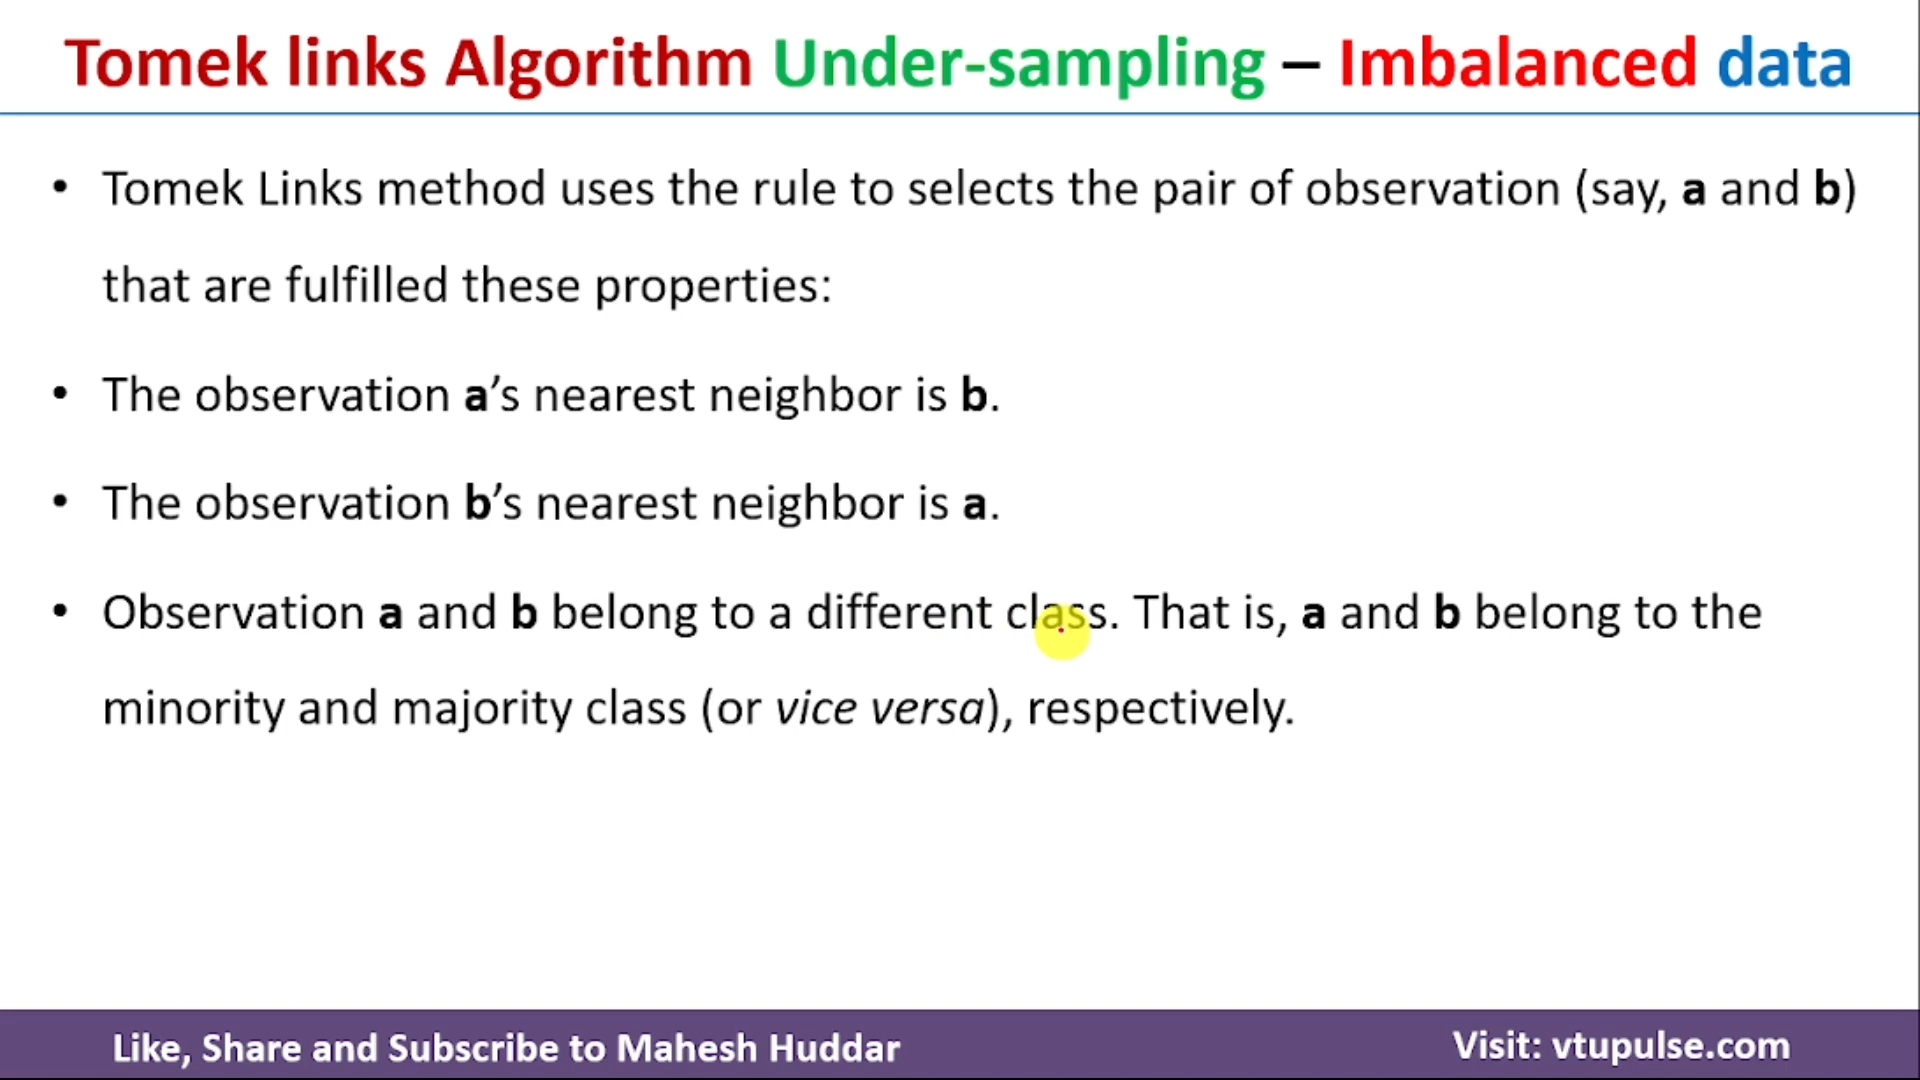 Tomek links Algorithm Under-sampling – Imbalanced data
• Tomek Links method uses the rule to selects the pair of observation (say, a and b)
that are fulfilled these properties:
• The observation a’s nearest neighbor is b.
• The observation b’s nearest neighbor is a.
• Observation a and b belong to a different class. That is, a and b belong to the
minority and majority class (or vice versa), respectively.
Like, Share and Subscribe to Mahesh Huddar
Visit: vtupulse.com